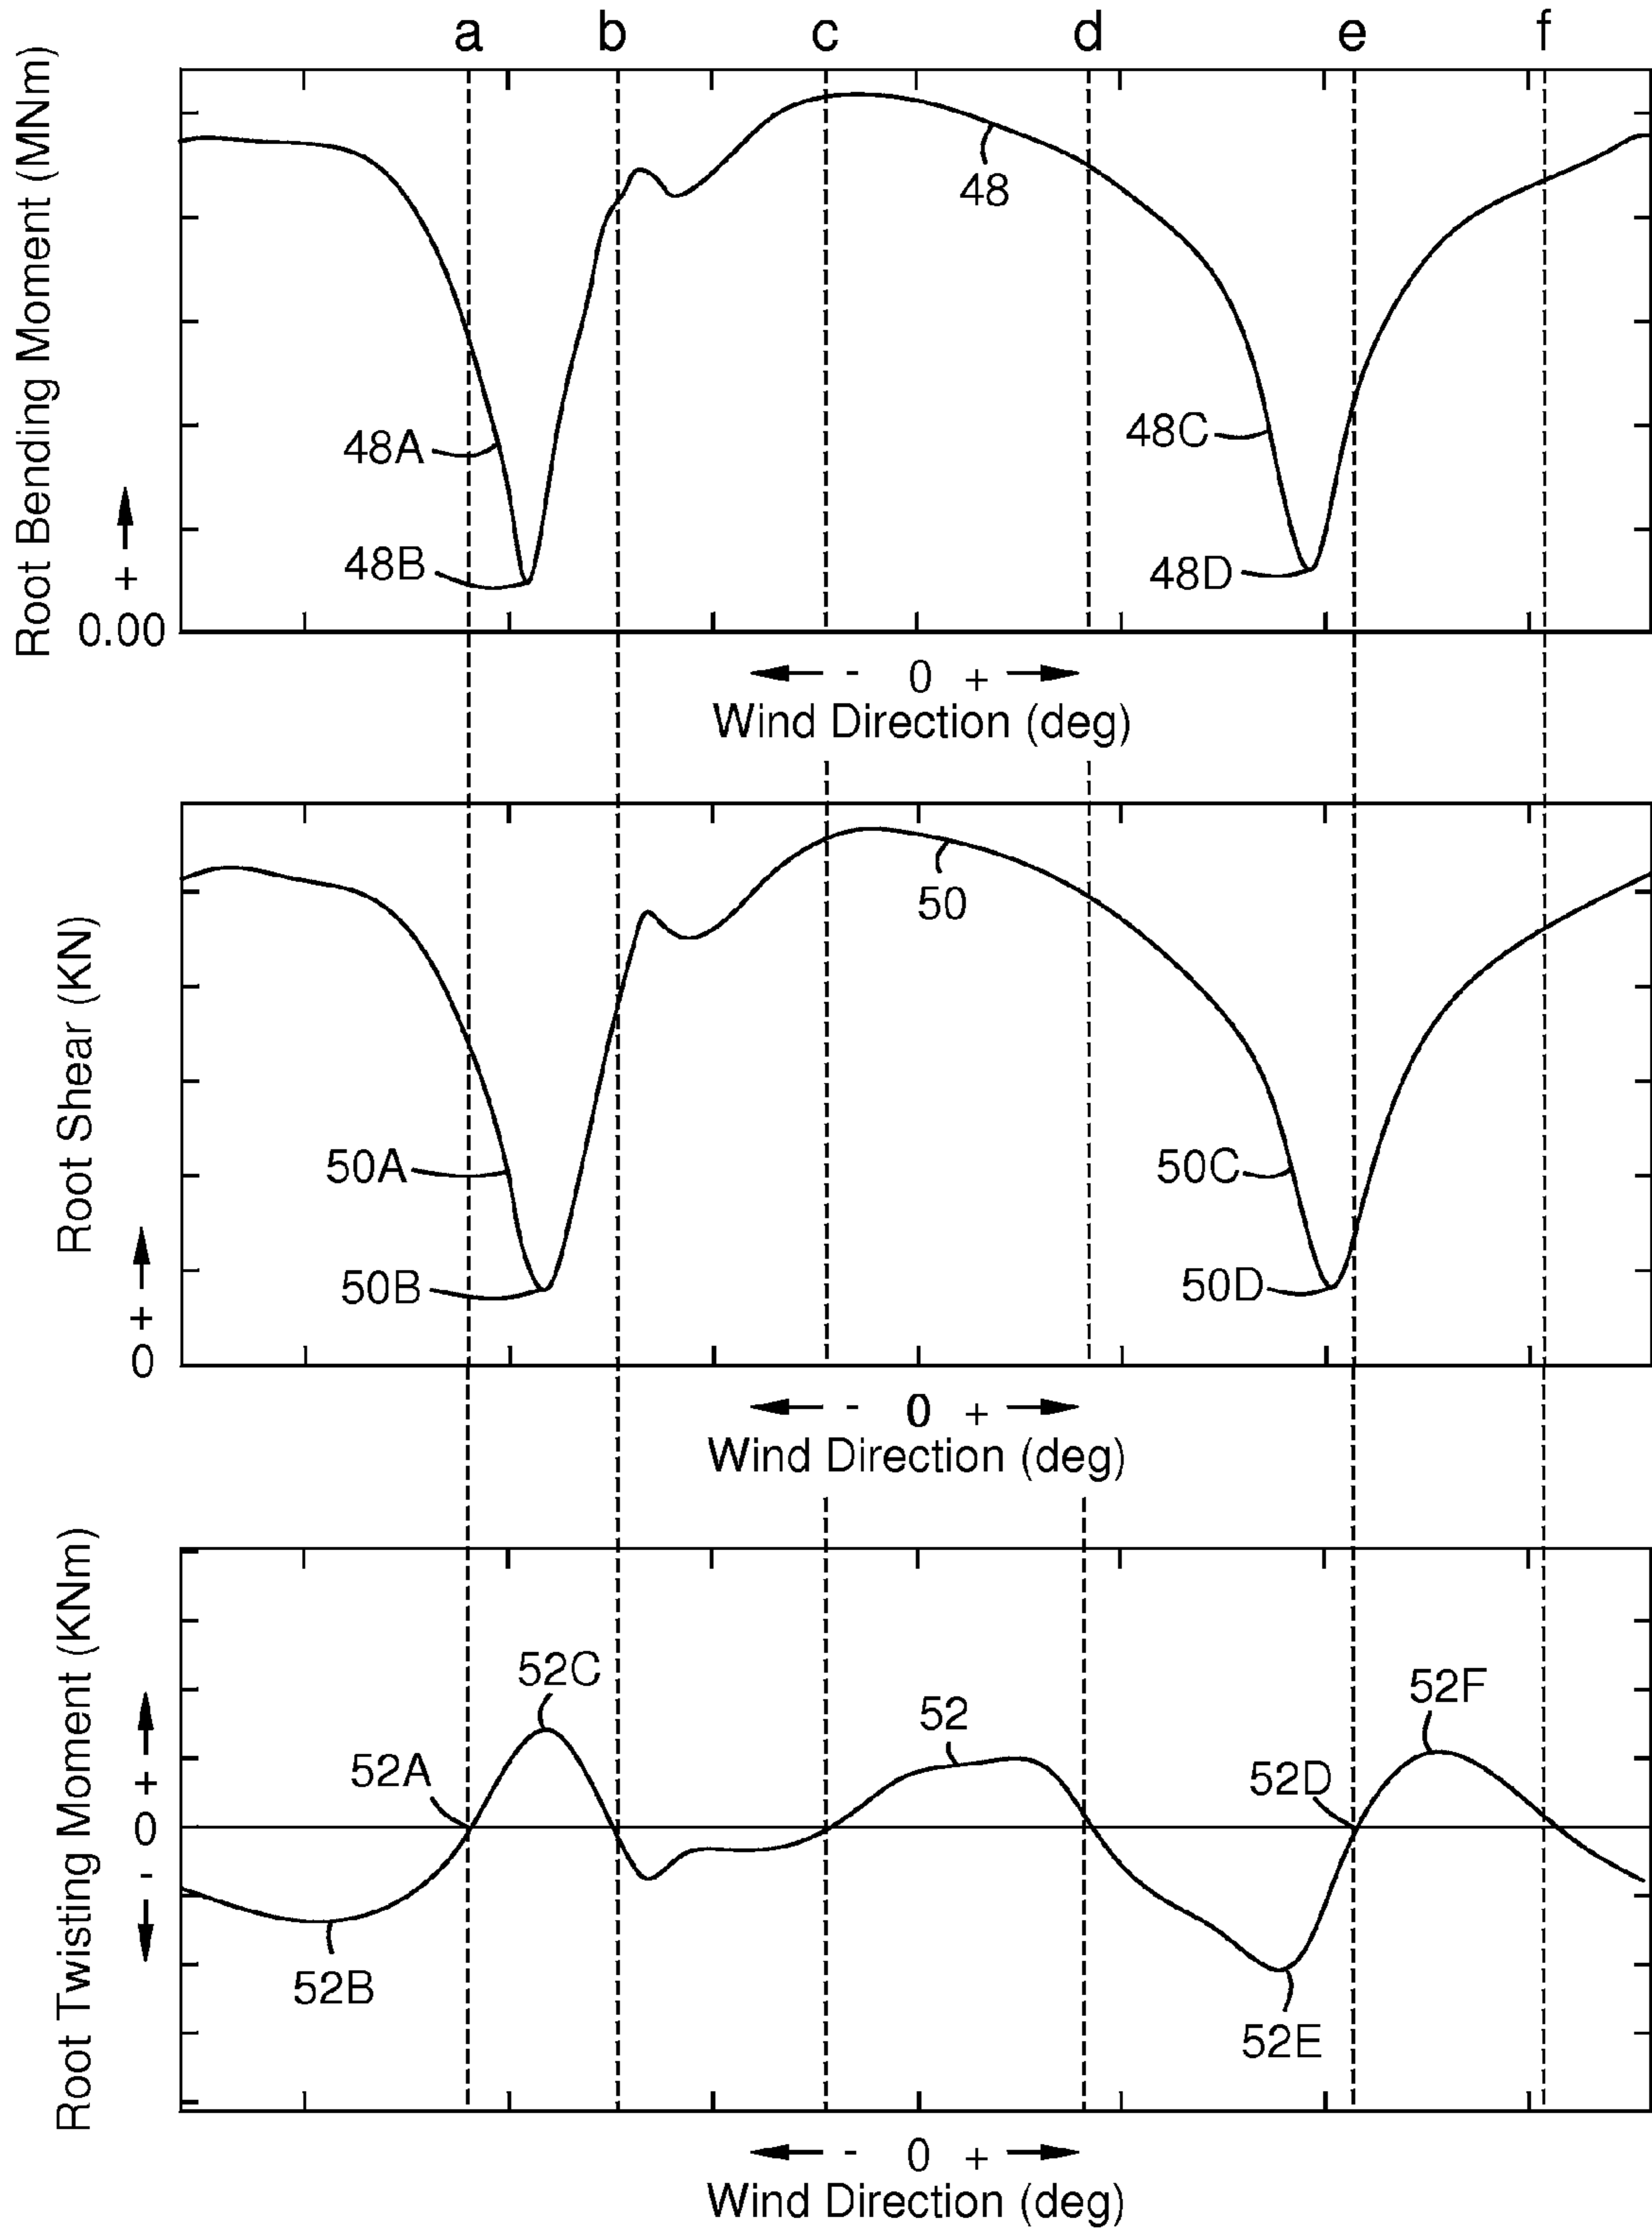 a b c d e f
Root Bending Moment (MNm)
0.00 +
48
48A
48B
48C
48D
- 0 +
Wind Direction (deg)
Root Shear (KN)
0 +
50
50A
50B
50C
50D
- 0 +
Wind Direction (deg)
Root Twisting Moment (KNm)
- 0 +
52C
52A
52B
52
52D
52F
52E
- 0 +
Wind Direction (deg)